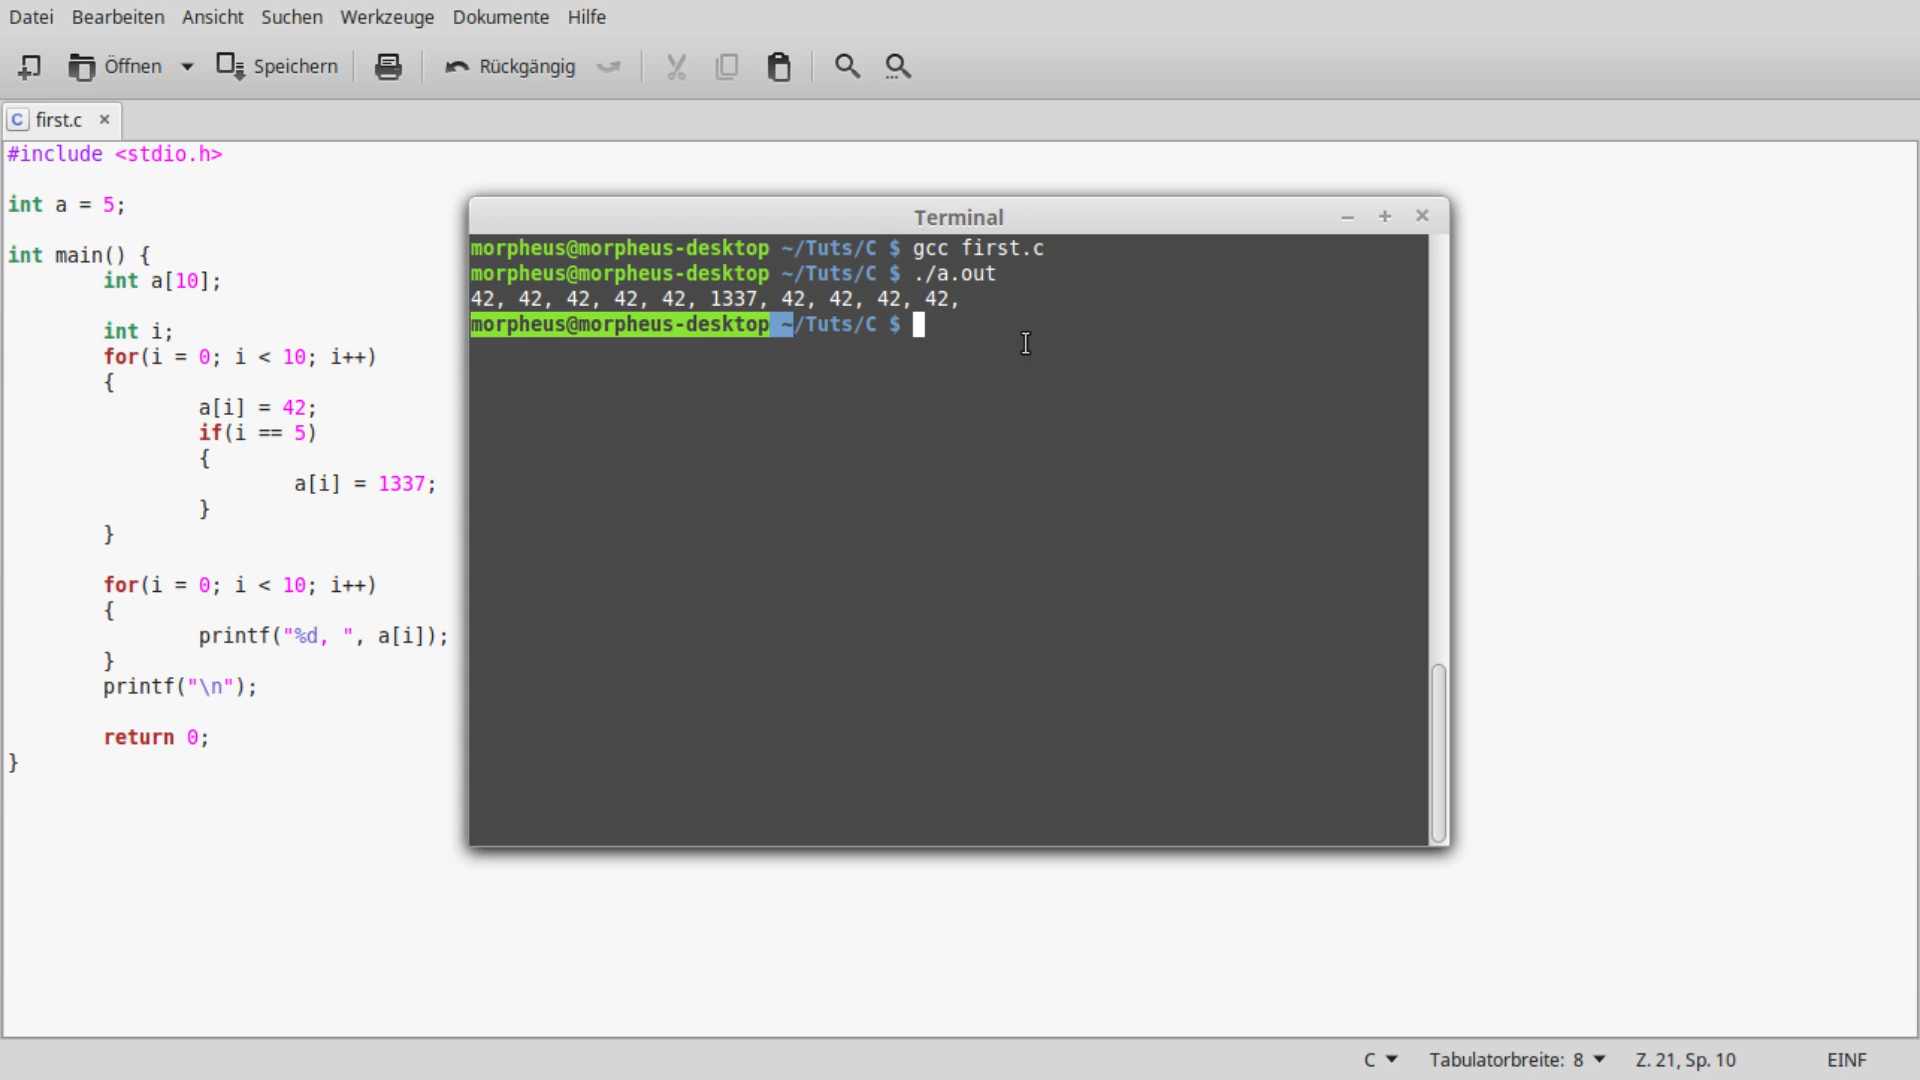 Datei Bearbeiten Ansicht Suchen Werkzeuge Dokumente Hilfe
Öffnen Speichern Rückgängig
C first.c ×
#include <stdio.h>
int a = 5;
int main() {
int a[10];
int i;
for(i = 0; i < 10; i++)
{
a[i] = 42;
if(i == 5)
{
a[i] = 1337;
}
}
for(i = 0; i < 10; i++)
{
printf("%d, ", a[i]);
}
printf("\n");
return 0;
}
Terminal
morpheus@morpheus-desktop ~/Tuts/C $ gcc first.c
morpheus@morpheus-desktop ~/Tuts/C $ ./a.out
42, 42, 42, 42, 42, 1337, 42, 42, 42, 42,
morpheus@morpheus-desktop ~/Tuts/C $
C Tabulatorbreite: 8 Z. 21, Sp. 10 EINF